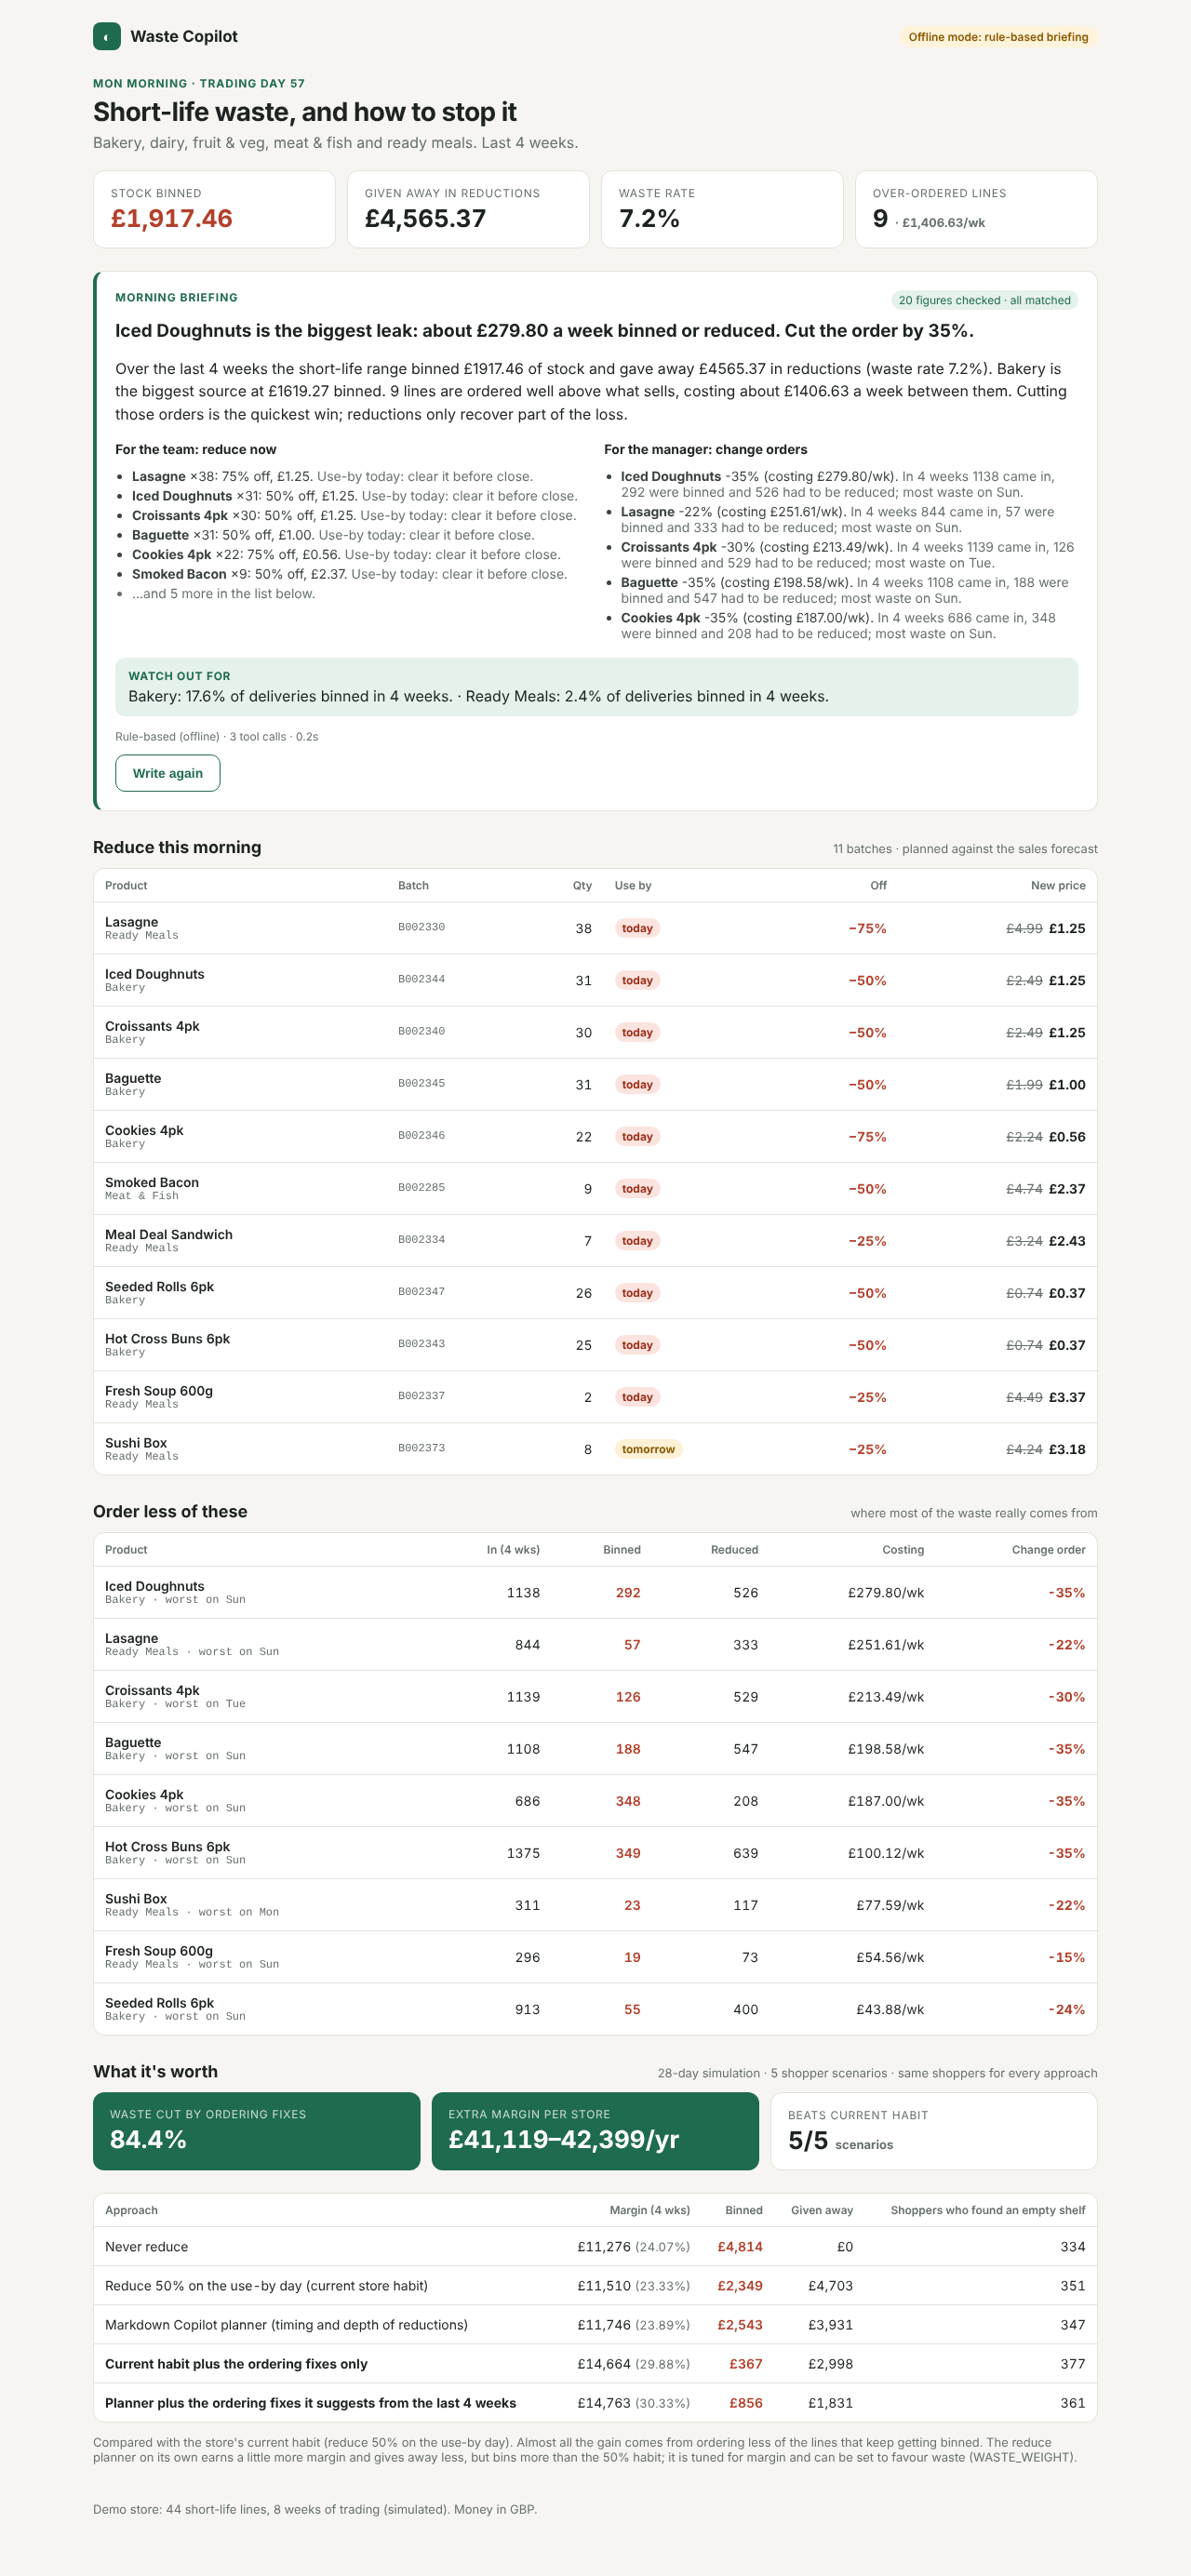 Waste Copilot
Offline mode: rule-based briefing
MON MORNING · TRADING DAY 57
Short-life waste, and how to stop it
Bakery, dairy, fruit & veg, meat & fish and ready meals. Last 4 weeks.
STOCK BINNED
£1,917.46
GIVEN AWAY IN REDUCTIONS
£4,565.37
WASTE RATE
7.2%
OVER-ORDERED LINES
9 · £1,406.63/wk
MORNING BRIEFING
20 figures checked · all matched
Iced Doughnuts is the biggest leak: about £279.80 a week binned or reduced. Cut the order by 35%.
Over the last 4 weeks the short-life range binned £1917.46 of stock and gave away £4565.37 in reductions (waste rate 7.2%). Bakery is
the biggest source at £1619.27 binned. 9 lines are ordered well above what sells, costing about £1406.63 a week between them. Cutting
those orders is the quickest win; reductions only recover part of the loss.
For the team: reduce now
• Lasagne ×38: 75% off, £1.25. Use-by today: clear it before close.
• Iced Doughnuts ×31: 50% off, £1.25. Use-by today: clear it before close.
• Croissants 4pk ×30: 50% off, £1.25. Use-by today: clear it before close.
• Baguette ×31: 50% off, £1.00. Use-by today: clear it before close.
• Cookies 4pk ×22: 75% off, £0.56. Use-by today: clear it before close.
• Smoked Bacon ×9: 50% off, £2.37. Use-by today: clear it before close.
• ...and 5 more in the list below.
For the manager: change orders
• Iced Doughnuts -35% (costing £279.80/wk). In 4 weeks 1138 came in,
292 were binned and 526 had to be reduced; most waste on Sun.
• Lasagne -22% (costing £251.61/wk). In 4 weeks 844 came in, 57 were
binned and 333 had to be reduced; most waste on Sun.
• Croissants 4pk -30% (costing £213.49/wk). In 4 weeks 1139 came in, 126
were binned and 529 had to be reduced; most waste on Tue.
• Baguette -35% (costing £198.58/wk). In 4 weeks 1108 came in, 188 were
binned and 547 had to be reduced; most waste on Sun.
• Cookies 4pk -35% (costing £187.00/wk). In 4 weeks 686 came in, 348
were binned and 208 had to be reduced; most waste on Sun.
WATCH OUT FOR
Bakery: 17.6% of deliveries binned in 4 weeks. · Ready Meals: 2.4% of deliveries binned in 4 weeks.
Rule-based (offline) · 3 tool calls · 0.2s
Write again
Reduce this morning
11 batches · planned against the sales forecast
Product Batch Qty Use by Off New price
Lasagne
Ready Meals
B002330 38 today −75% £4.99 £1.25
Iced Doughnuts
Bakery
B002344 31 today −50% £2.49 £1.25
Croissants 4pk
Bakery
B002340 30 today −50% £2.49 £1.25
Baguette
Bakery
B002345 31 today −50% £1.99 £1.00
Cookies 4pk
Bakery
B002346 22 today −75% £2.24 £0.56
Smoked Bacon
Meat & Fish
B002285 9 today −50% £4.74 £2.37
Meal Deal Sandwich
Ready Meals
B002334 7 today −25% £3.24 £2.43
Seeded Rolls 6pk
Bakery
B002347 26 today −50% £0.74 £0.37
Hot Cross Buns 6pk
Bakery
B002343 25 today −50% £0.74 £0.37
Fresh Soup 600g
Ready Meals
B002337 2 today −25% £4.49 £3.37
Sushi Box
Ready Meals
B002373 8 tomorrow −25% £4.24 £3.18
Order less of these
where most of the waste really comes from
Product In (4 wks) Binned Reduced Costing Change order
Iced Doughnuts
Bakery · worst on Sun
1138 292 526 £279.80/wk -35%
Lasagne
Ready Meals · worst on Sun
844 57 333 £251.61/wk -22%
Croissants 4pk
Bakery · worst on Tue
1139 126 529 £213.49/wk -30%
Baguette
Bakery · worst on Sun
1108 188 547 £198.58/wk -35%
Cookies 4pk
Bakery · worst on Sun
686 348 208 £187.00/wk -35%
Hot Cross Buns 6pk
Bakery · worst on Sun
1375 349 639 £100.12/wk -35%
Sushi Box
Ready Meals · worst on Mon
311 23 117 £77.59/wk -22%
Fresh Soup 600g
Ready Meals · worst on Sun
296 19 73 £54.56/wk -15%
Seeded Rolls 6pk
Bakery · worst on Sun
913 55 400 £43.88/wk -24%
What it's worth
28-day simulation · 5 shopper scenarios · same shoppers for every approach
WASTE CUT BY ORDERING FIXES
84.4%
EXTRA MARGIN PER STORE
£41,119–42,399/yr
BEATS CURRENT HABIT
5/5 scenarios
Approach Margin (4 wks) Binned Given away Shoppers who found an empty shelf
Never reduce £11,276 (24.07%) £4,814 £0 334
Reduce 50% on the use-by day (current store habit) £11,510 (23.33%) £2,349 £4,703 351
Markdown Copilot planner (timing and depth of reductions) £11,746 (23.89%) £2,543 £3,931 347
Current habit plus the ordering fixes only £14,664 (29.88%) £367 £2,998 377
Planner plus the ordering fixes it suggests from the last 4 weeks £14,763 (30.33%) £856 £1,831 361
Compared with the store's current habit (reduce 50% on the use-by day). Almost all the gain comes from ordering less of the lines that keep getting binned. The reduce
planner on its own earns a little more margin and gives away less, but bins more than the 50% habit; it is tuned for margin and can be set to favour waste (WASTE_WEIGHT).
Demo store: 44 short-life lines, 8 weeks of trading (simulated). Money in GBP.